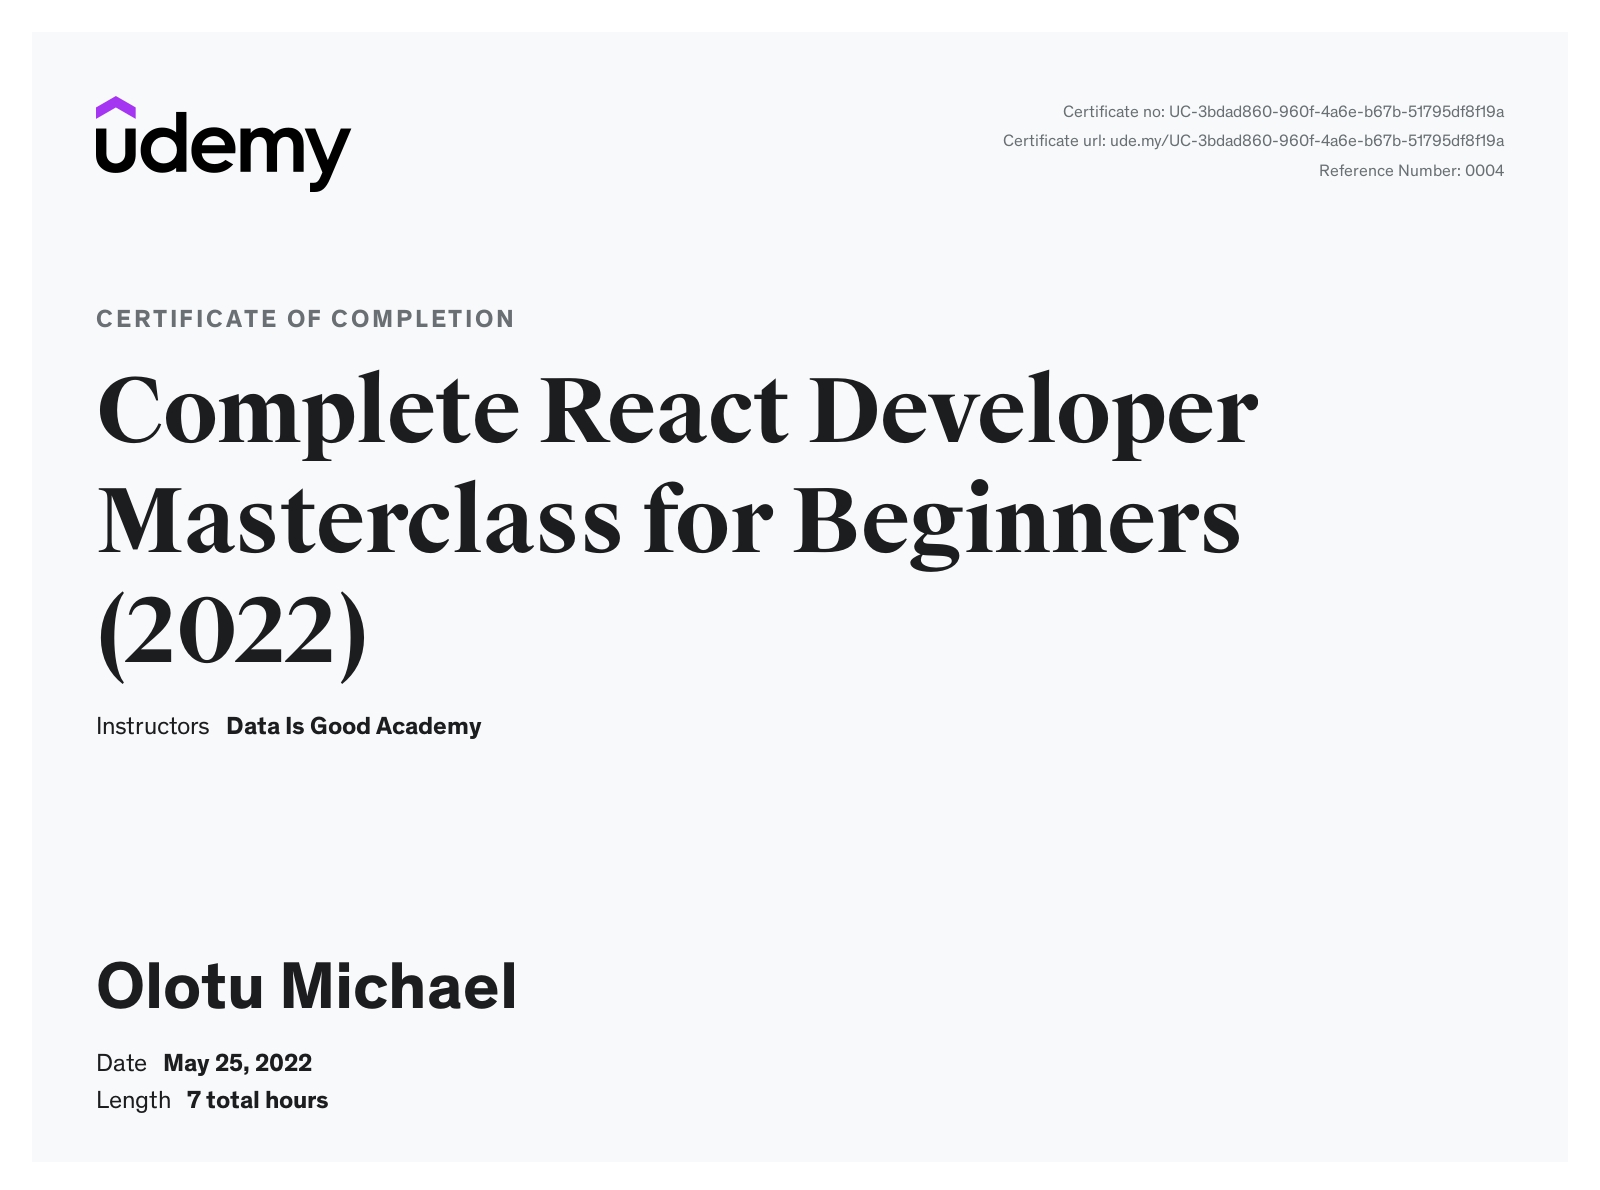 udemy
Certificate no: UC-3bdad860-960f-4a6e-b67b-51795df8f19a
Certificate url: ude.my/UC-3bdad860-960f-4a6e-b67b-51795df8f19a
Reference Number: 0004
CERTIFICATE OF COMPLETION
Complete React Developer
Masterclass for Beginners
(2022)
Instructors Data Is Good Academy
Olotu Michael
Date May 25, 2022
Length 7 total hours